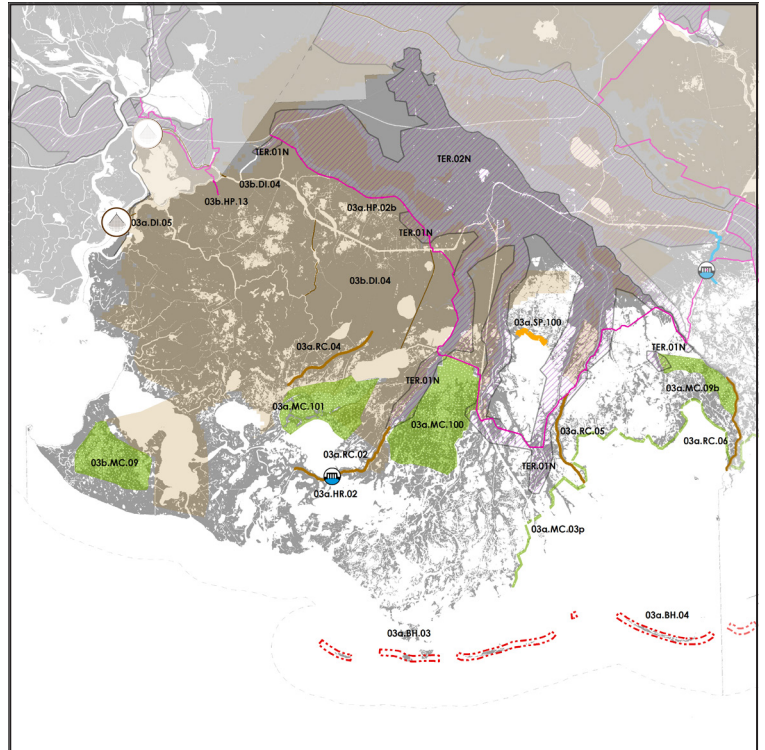 TER.01N
TER.02N
03b.DI.04
03b.HP.13
03a.HP.02b
03a.DI.05
TER.01N
03b.DI.04
03a.SP.100
03a.RC.04
TER.01N
TER.01N
03a.MC.09b
03a.MC.101
03a.MC.100
03a.RC.05
03a.RC.06
03a.RC.02
03b.MC.09
TER.01N
03a.HR.02
03a.MC.03p
03a.BH.04
03a.BH.03